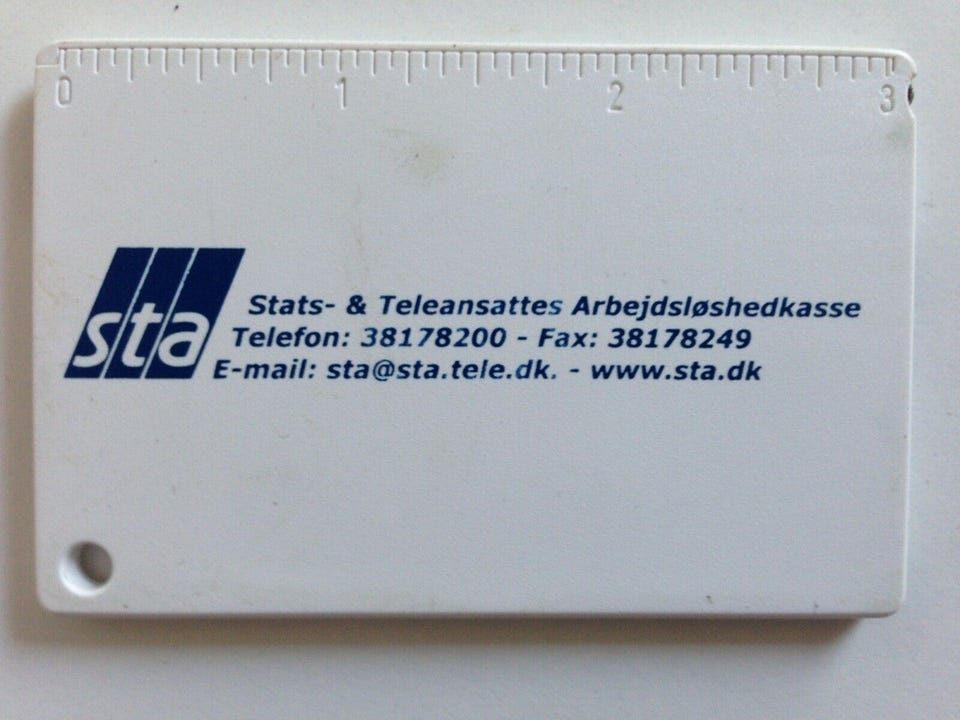 0 1 2 3
sta
Stats- & Teleansattes Arbejdsløshedkasse
Telefon: 38178200 - Fax: 38178249
E-mail: sta@sta.tele.dk. - www.sta.dk